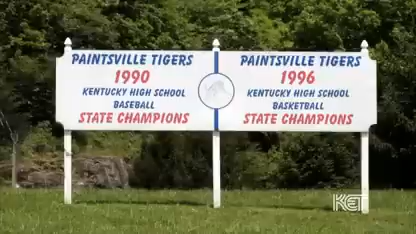 PAINTSVILLE TIGERS
1990
KENTUCKY HIGH SCHOOL
BASEBALL
STATE CHAMPIONS
PAINTSVILLE TIGERS
1996
KENTUCKY HIGH SCHOOL
BASKETBALL
STATE CHAMPIONS
KET